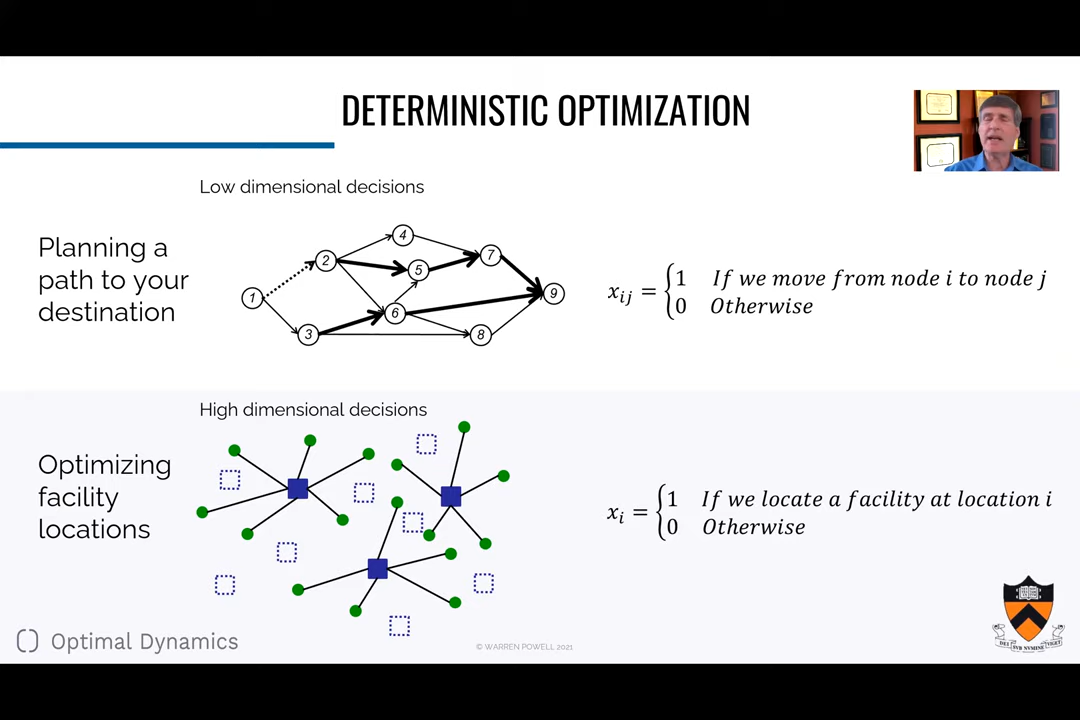 DETERMINISTIC OPTIMIZATION
Low dimensional decisions
Planning a
path to your
destination
1
2
3
4
5
6
7
8
9
x_ij = { 1 If we move from node i to node j
0 Otherwise
High dimensional decisions
Optimizing
facility
locations
x_i = { 1 If we locate a facility at location i
0 Otherwise
Optimal Dynamics
© WARREN POWELL 2021